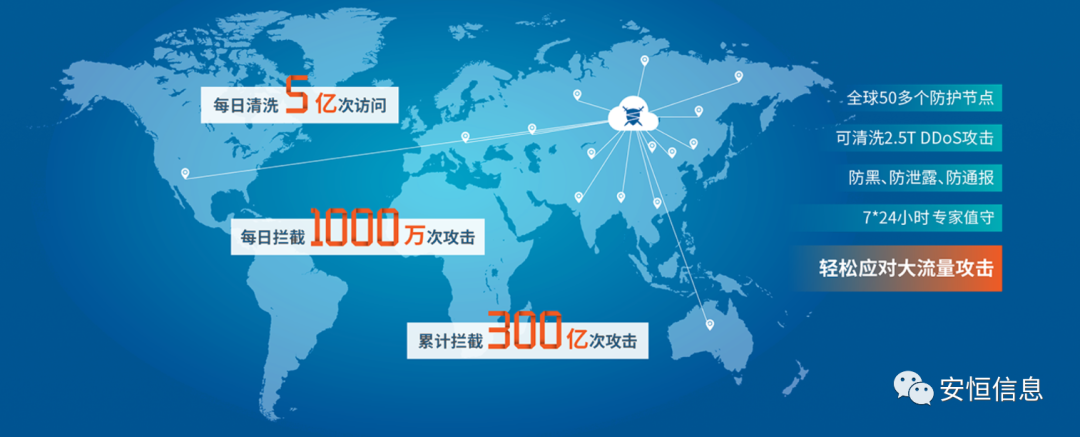 每日清洗5亿次访问
每日拦截1000万次攻击
累计拦截300亿次攻击
全球50多个防护节点
可清洗2.5T DDoS攻击
防黑、防泄露、防通报
7*24小时 专家值守
轻松应对大流量攻击
安恒信息